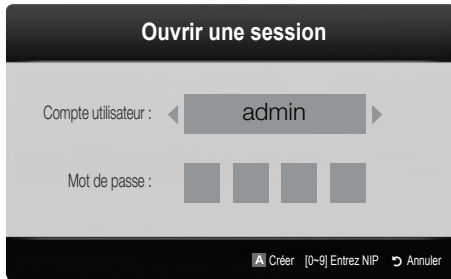 Ouvrir une session
Compte utilisateur : admin
Mot de passe :
A Créer [0~9] Entrez NIP Annuler